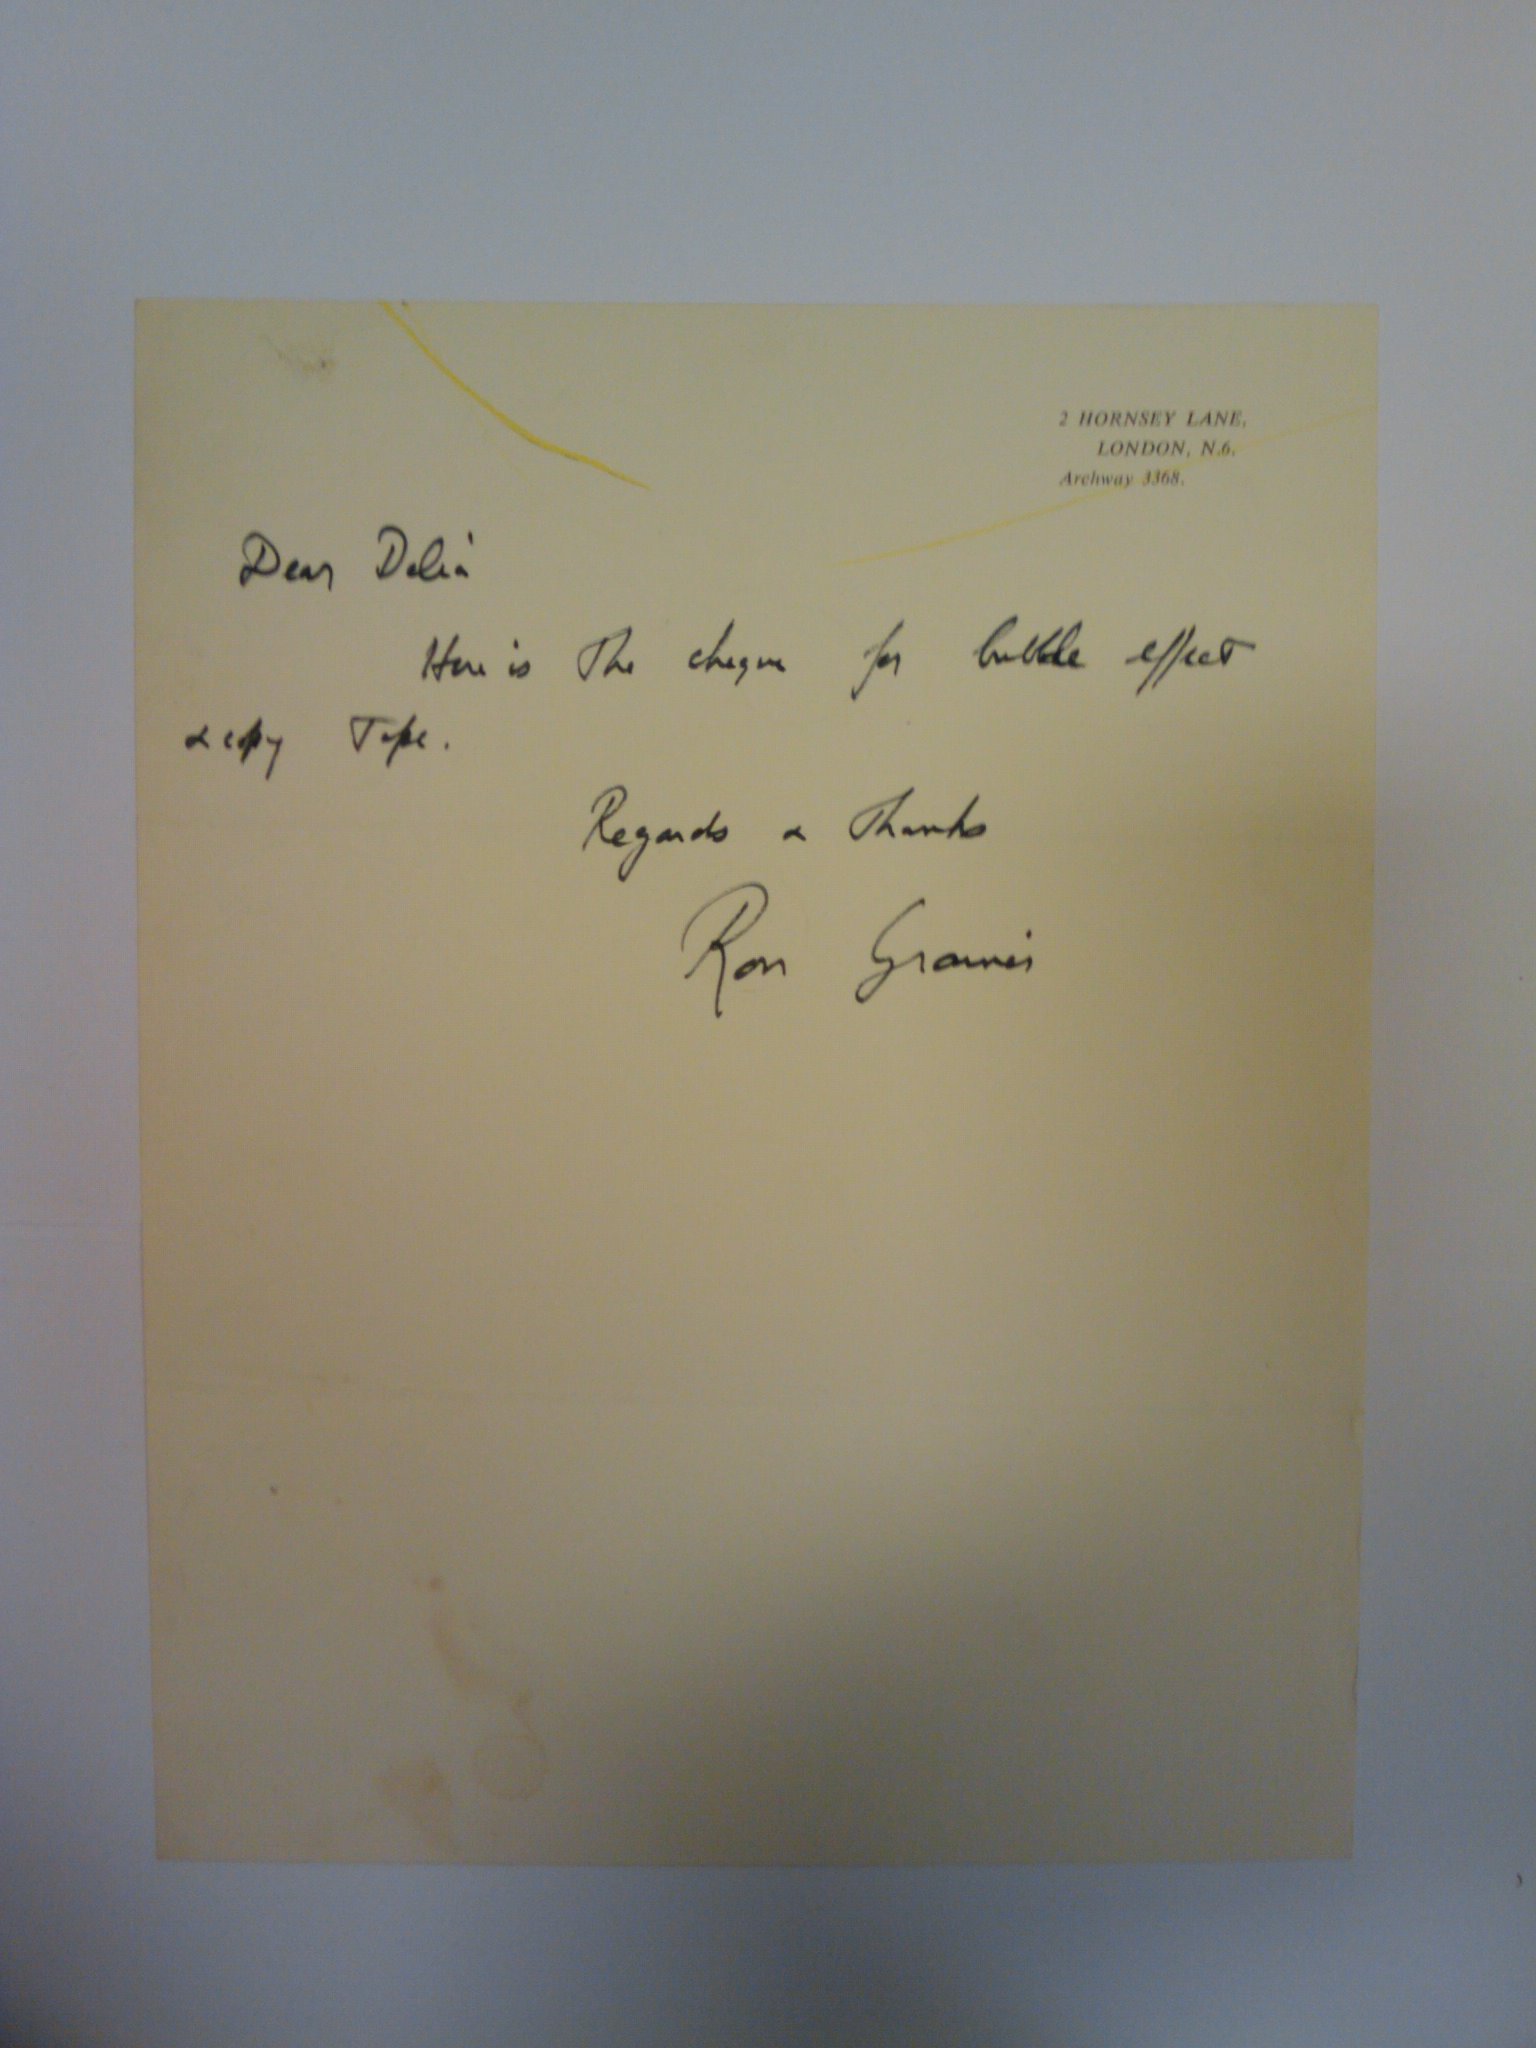 2 HORNSEY LANE,
LONDON, N.6.
Archway 3368.
Dear Delia
Here is the cheque for bubble effect
& copy Tape.
Regards & Thanks
Ron Grainer